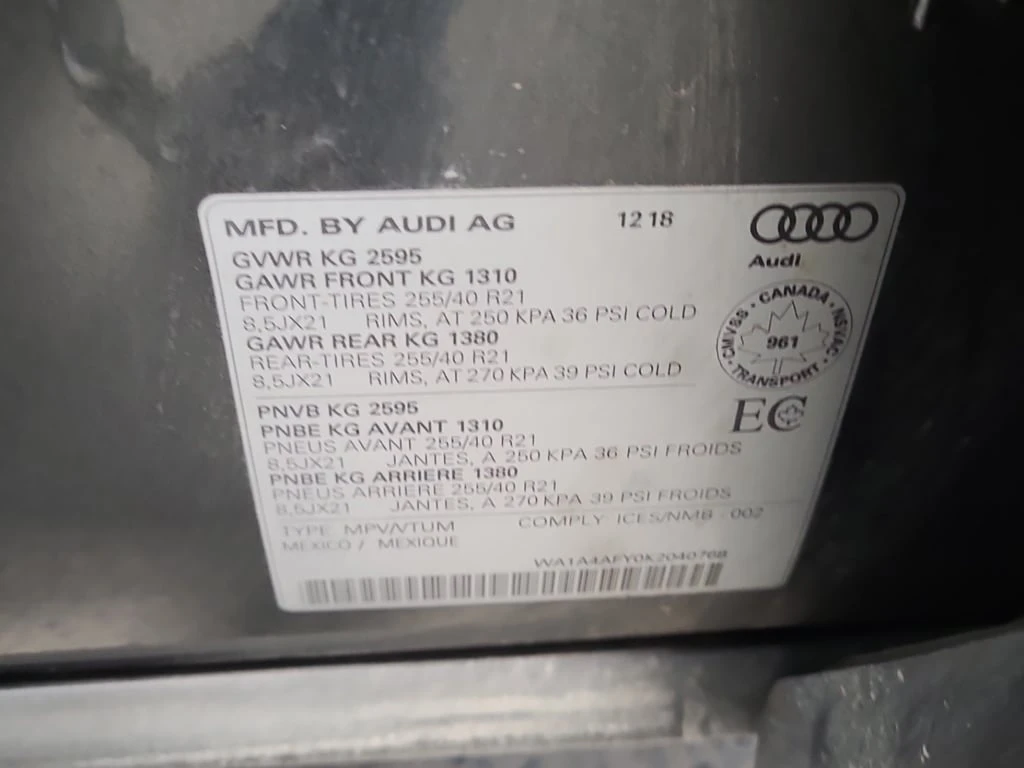 MFD. BY AUDI AG 12 18
Audi
GVWR KG 2595
GAWR FRONT KG 1310
FRONT-TIRES 255/40 R21
8,5JX21 RIMS, AT 250 KPA 36 PSI COLD
GAWR REAR KG 1380
REAR-TIRES 255/40 R21
8,5JX21 RIMS, AT 270 KPA 39 PSI COLD
CANADA · NSVAC · TRANSPORT · CMVSS ·
961
EC
PNVB KG 2595
PNBE KG AVANT 1310
PNEUS AVANT 255/40 R21
8,5JX21 JANTES, A 250 KPA 36 PSI FROIDS
PNBE KG ARRIERE 1380
PNEUS ARRIERE 255/40 R21
8,5JX21 JANTES, A 270 KPA 39 PSI FROIDS
TYPE MPV/VTUM COMPLY ICES/NMB - 002
MEXICO / MEXIQUE